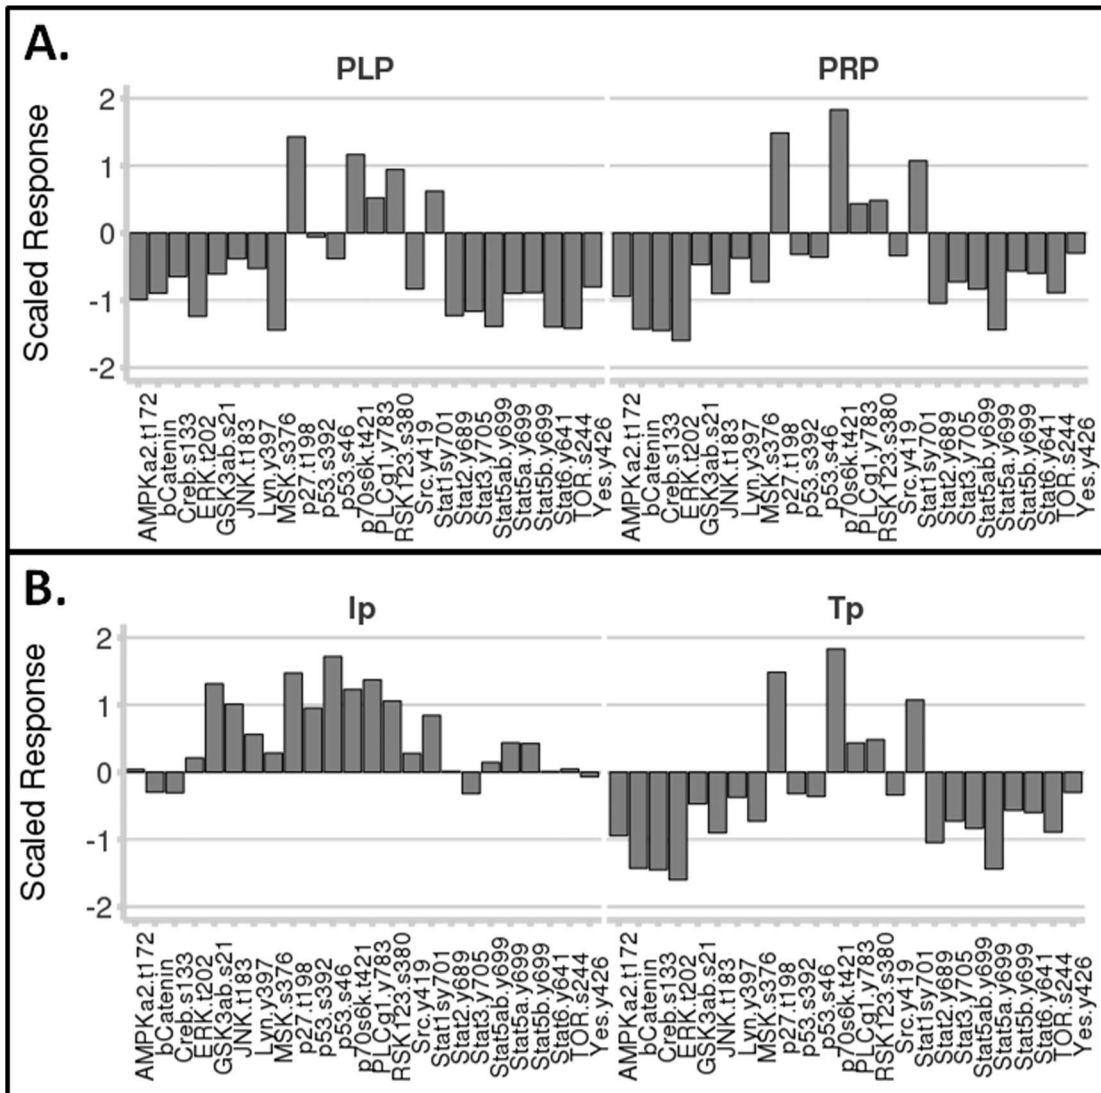 A.
PLP PRP
Scaled Response
2
1
0
-1
-2
AMPK.a2.t172
bCatenin
Creb.s133
ERK.t202
GSK3ab.s21
JNK.t183
Lyn.y397
MSK.s376
p27.t198
p53.s392
p53.s46
p70s6k.t421
PLCg1.y783
RSK123.s380
Src.y419
Stat1sy701
Stat2.y689
Stat3.y705
Stat5ab.y699
Stat5a.y699
Stat5b.y699
Stat6.y641
TOR.s244
Yes.y426
AMPK.a2.t172
bCatenin
Creb.s133
ERK.t202
GSK3ab.s21
JNK.t183
Lyn.y397
MSK.s376
p27.t198
p53.s392
p53.s46
p70s6k.t421
PLCg1.y783
RSK123.s380
Src.y419
Stat1sy701
Stat2.y689
Stat3.y705
Stat5ab.y699
Stat5a.y699
Stat5b.y699
Stat6.y641
TOR.s244
Yes.y426
B.
Ip Tp
Scaled Response
2
1
0
-1
-2
AMPK.a2.t172
bCatenin
Creb.s133
ERK.t202
GSK3ab.s21
JNK.t183
Lyn.y397
MSK.s376
p27.t198
p53.s392
p53.s46
p70s6k.t421
PLCg1.y783
RSK123.s380
Src.y419
Stat1sy701
Stat2.y689
Stat3.y705
Stat5ab.y699
Stat5a.y699
Stat5b.y699
Stat6.y641
TOR.s244
Yes.y426
AMPK.a2.t172
bCatenin
Creb.s133
ERK.t202
GSK3ab.s21
JNK.t183
Lyn.y397
MSK.s376
p27.t198
p53.s392
p53.s46
p70s6k.t421
PLCg1.y783
RSK123.s380
Src.y419
Stat1sy701
Stat2.y689
Stat3.y705
Stat5ab.y699
Stat5a.y699
Stat5b.y699
Stat6.y641
TOR.s244
Yes.y426